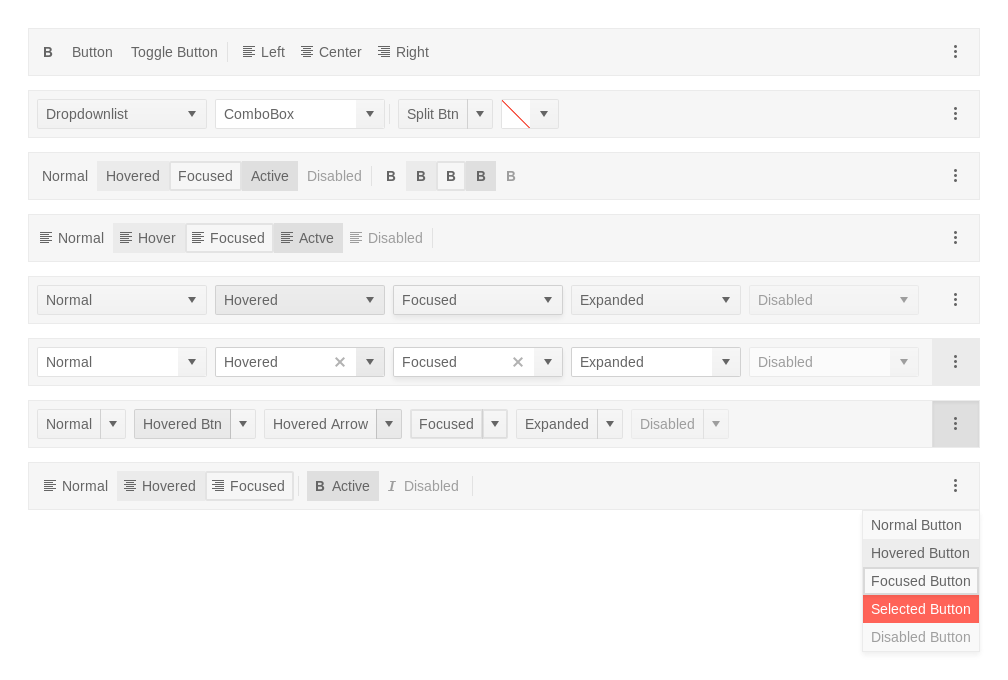 B Button Toggle Button Left Center Right
Dropdownlist ComboBox Split Btn
Normal Hovered Focused Active Disabled B B B B B
Normal Hover Focused Actve Disabled
Normal Hovered Focused Expanded Disabled
Normal Hovered Focused Expanded Disabled
Normal Hovered Btn Hovered Arrow Focused Expanded Disabled
Normal Hovered Focused B Active I Disabled
Normal Button
Hovered Button
Focused Button
Selected Button
Disabled Button